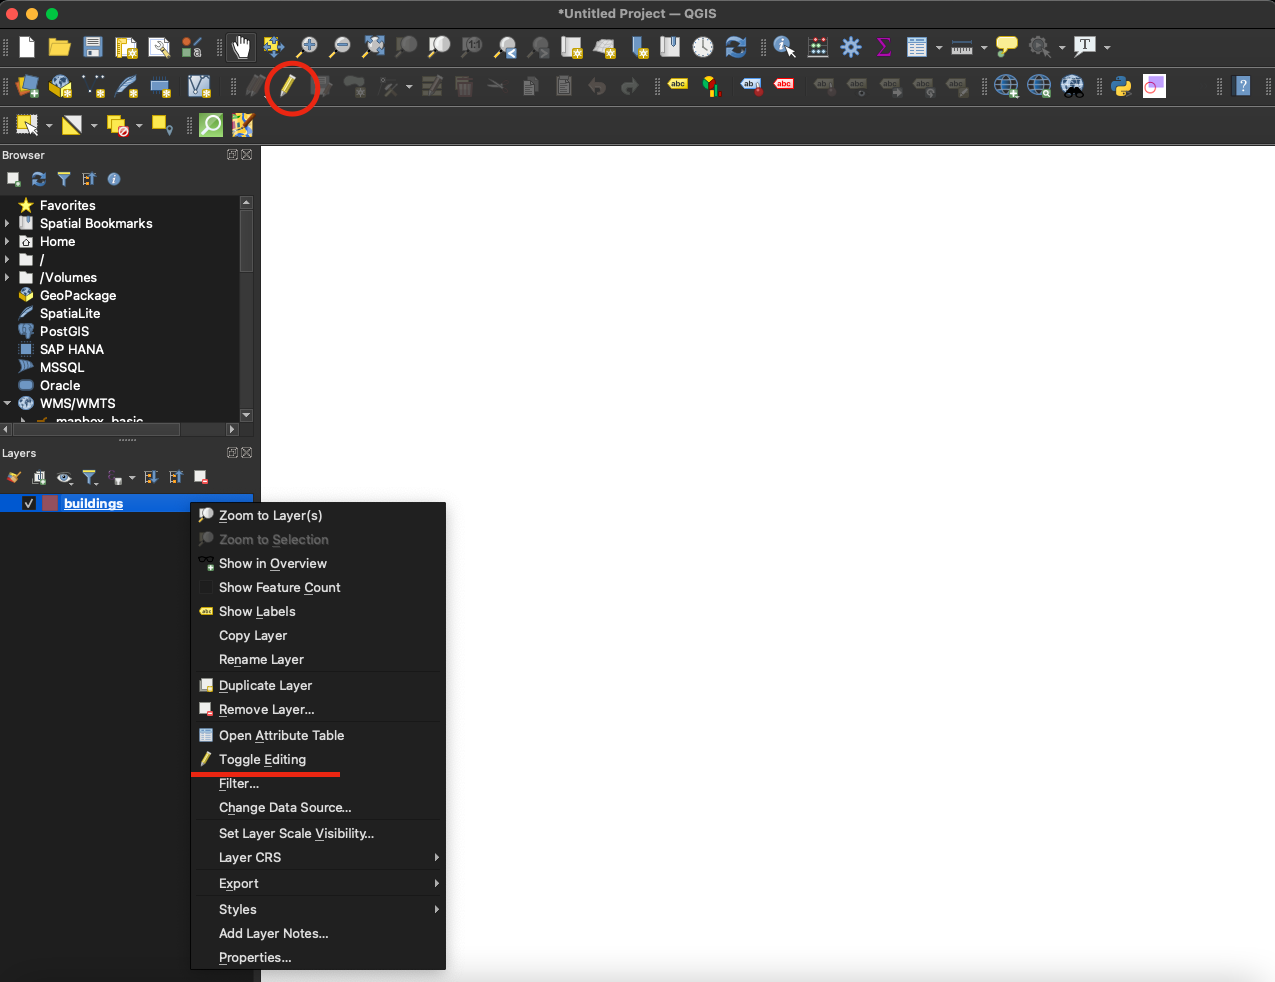 *Untitled Project — QGIS
Browser
Favorites
Spatial Bookmarks
Home
/
/Volumes
GeoPackage
SpatiaLite
PostGIS
SAP HANA
MSSQL
Oracle
WMS/WMTS
mapbox_basic
Layers
buildings
Zoom to Layer(s)
Zoom to Selection
Show in Overview
Show Feature Count
Show Labels
Copy Layer
Rename Layer
Duplicate Layer
Remove Layer...
Open Attribute Table
Toggle Editing
Filter...
Change Data Source...
Set Layer Scale Visibility...
Layer CRS
Export
Styles
Add Layer Notes...
Properties...